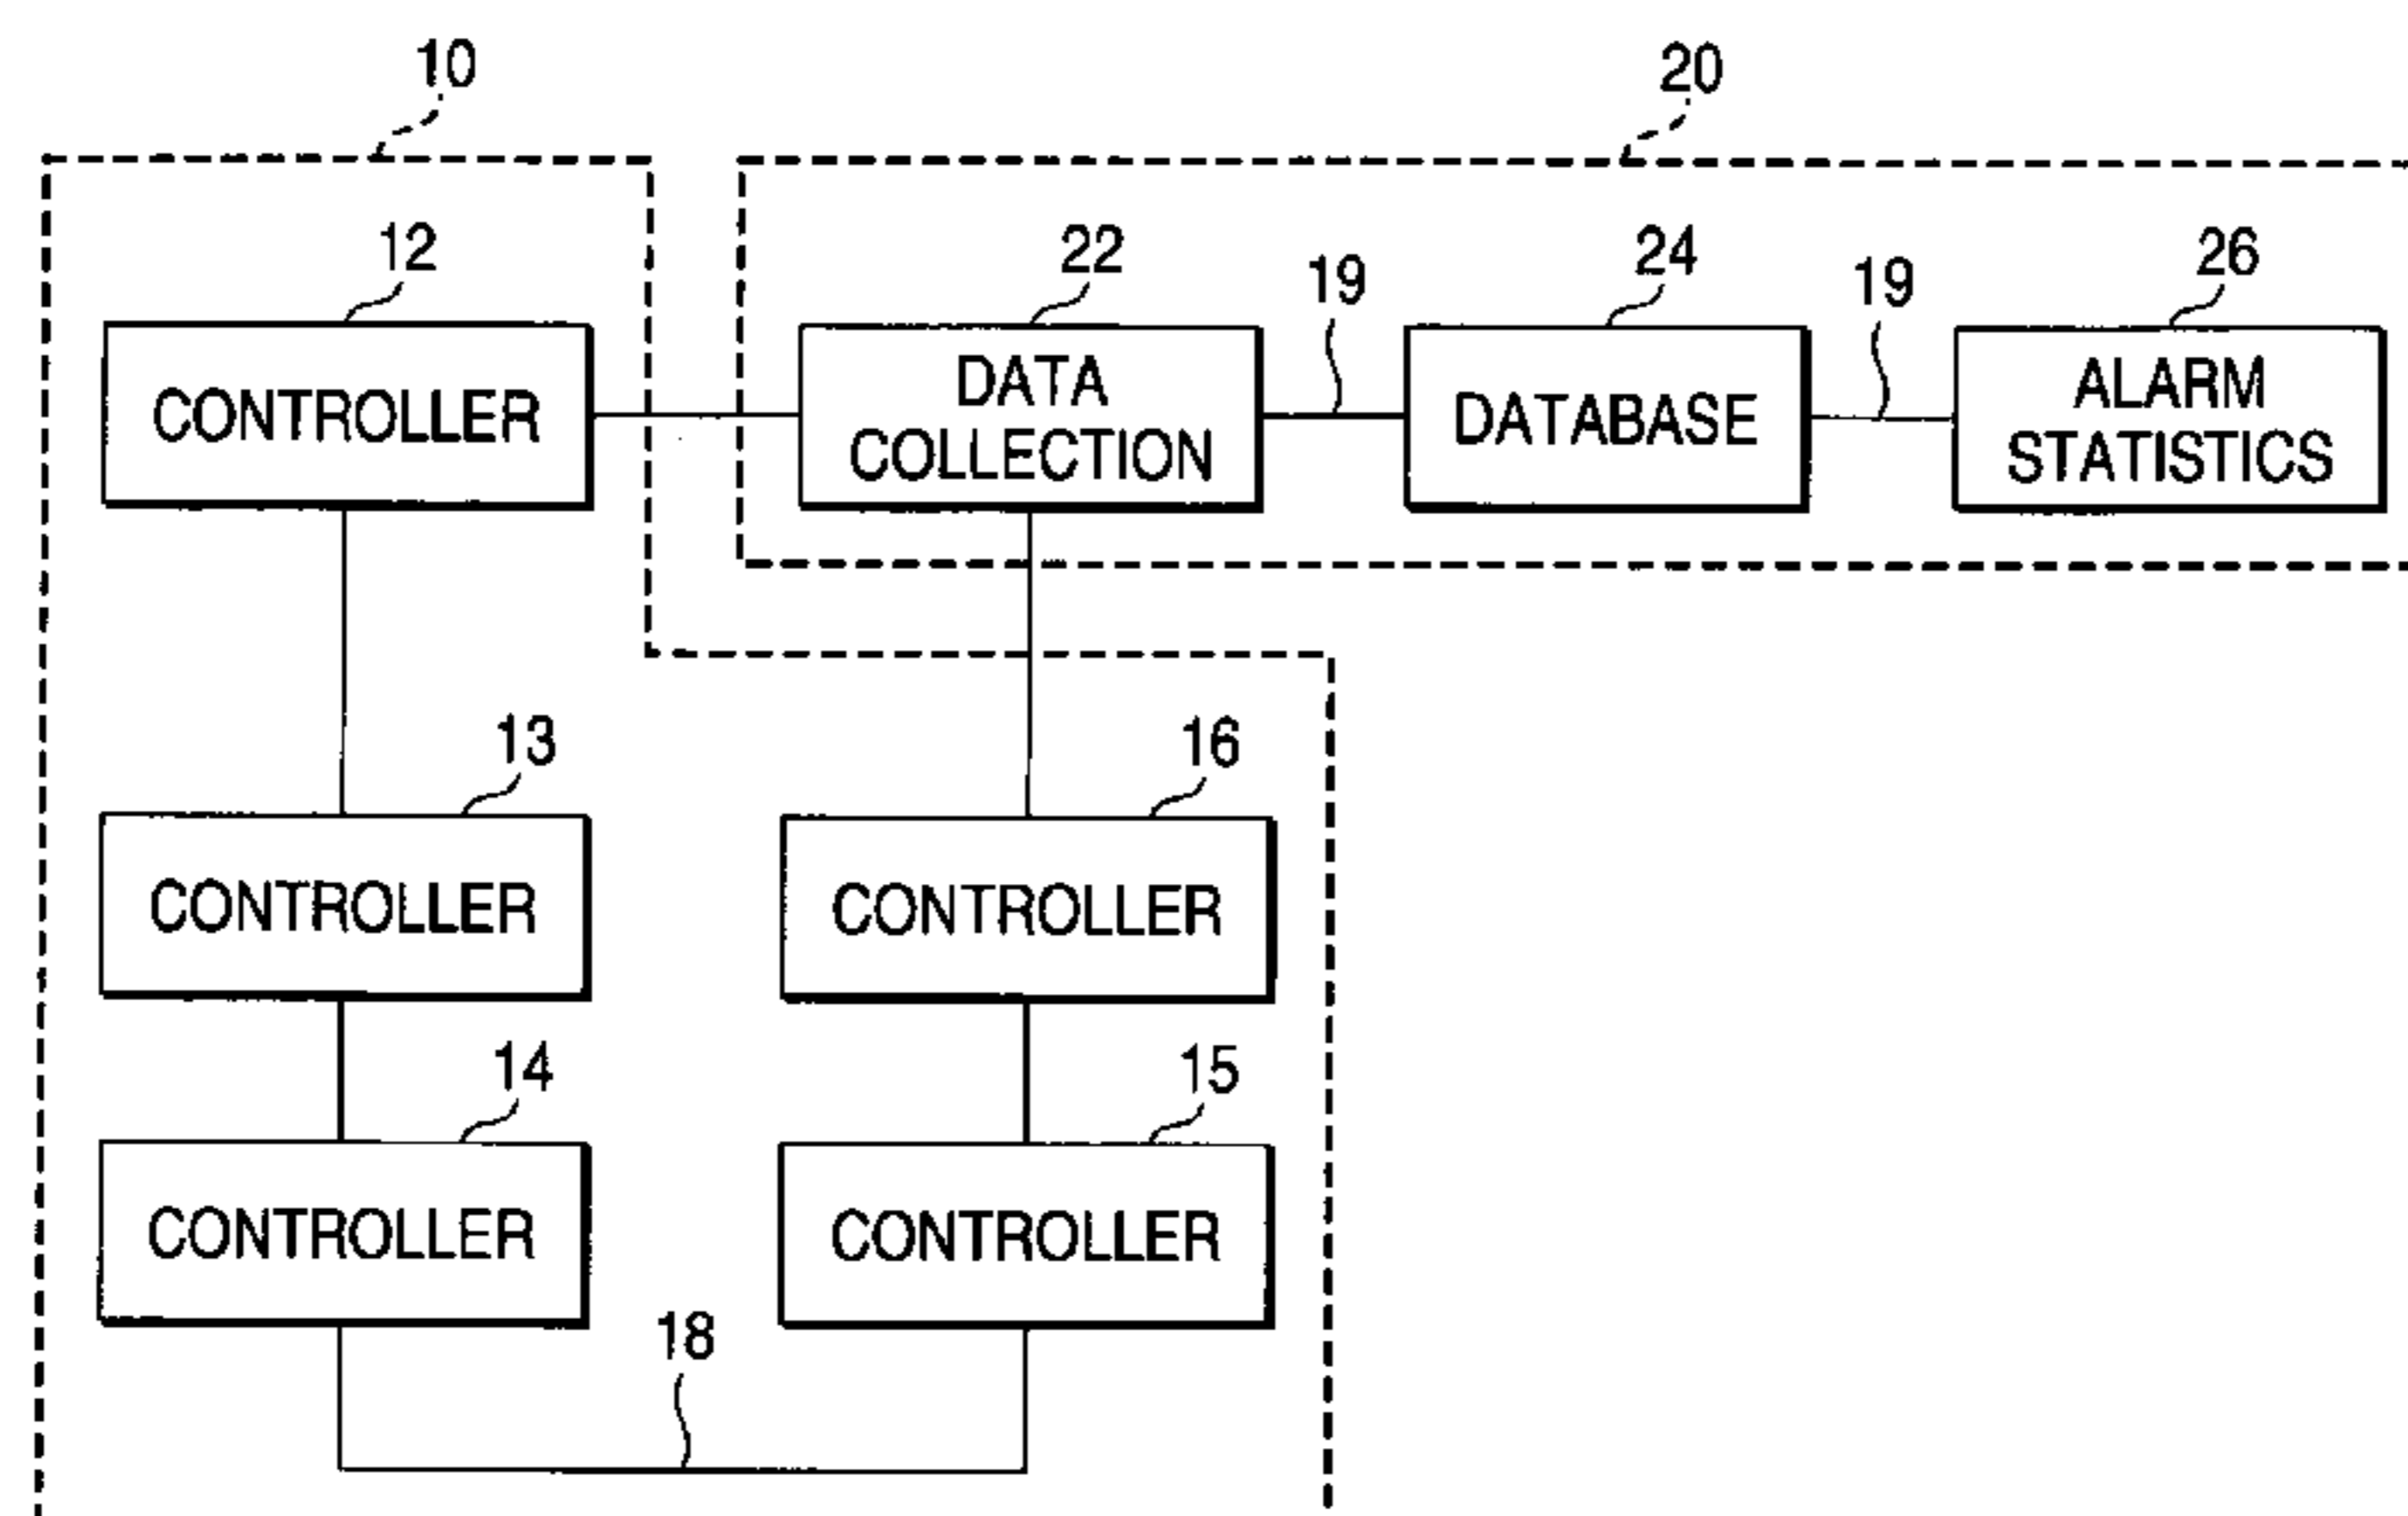 10
20
12
22
19
24
19
26
CONTROLLER
DATA
COLLECTION
DATABASE
ALARM
STATISTICS
13
16
CONTROLLER
CONTROLLER
14
15
CONTROLLER
CONTROLLER
18